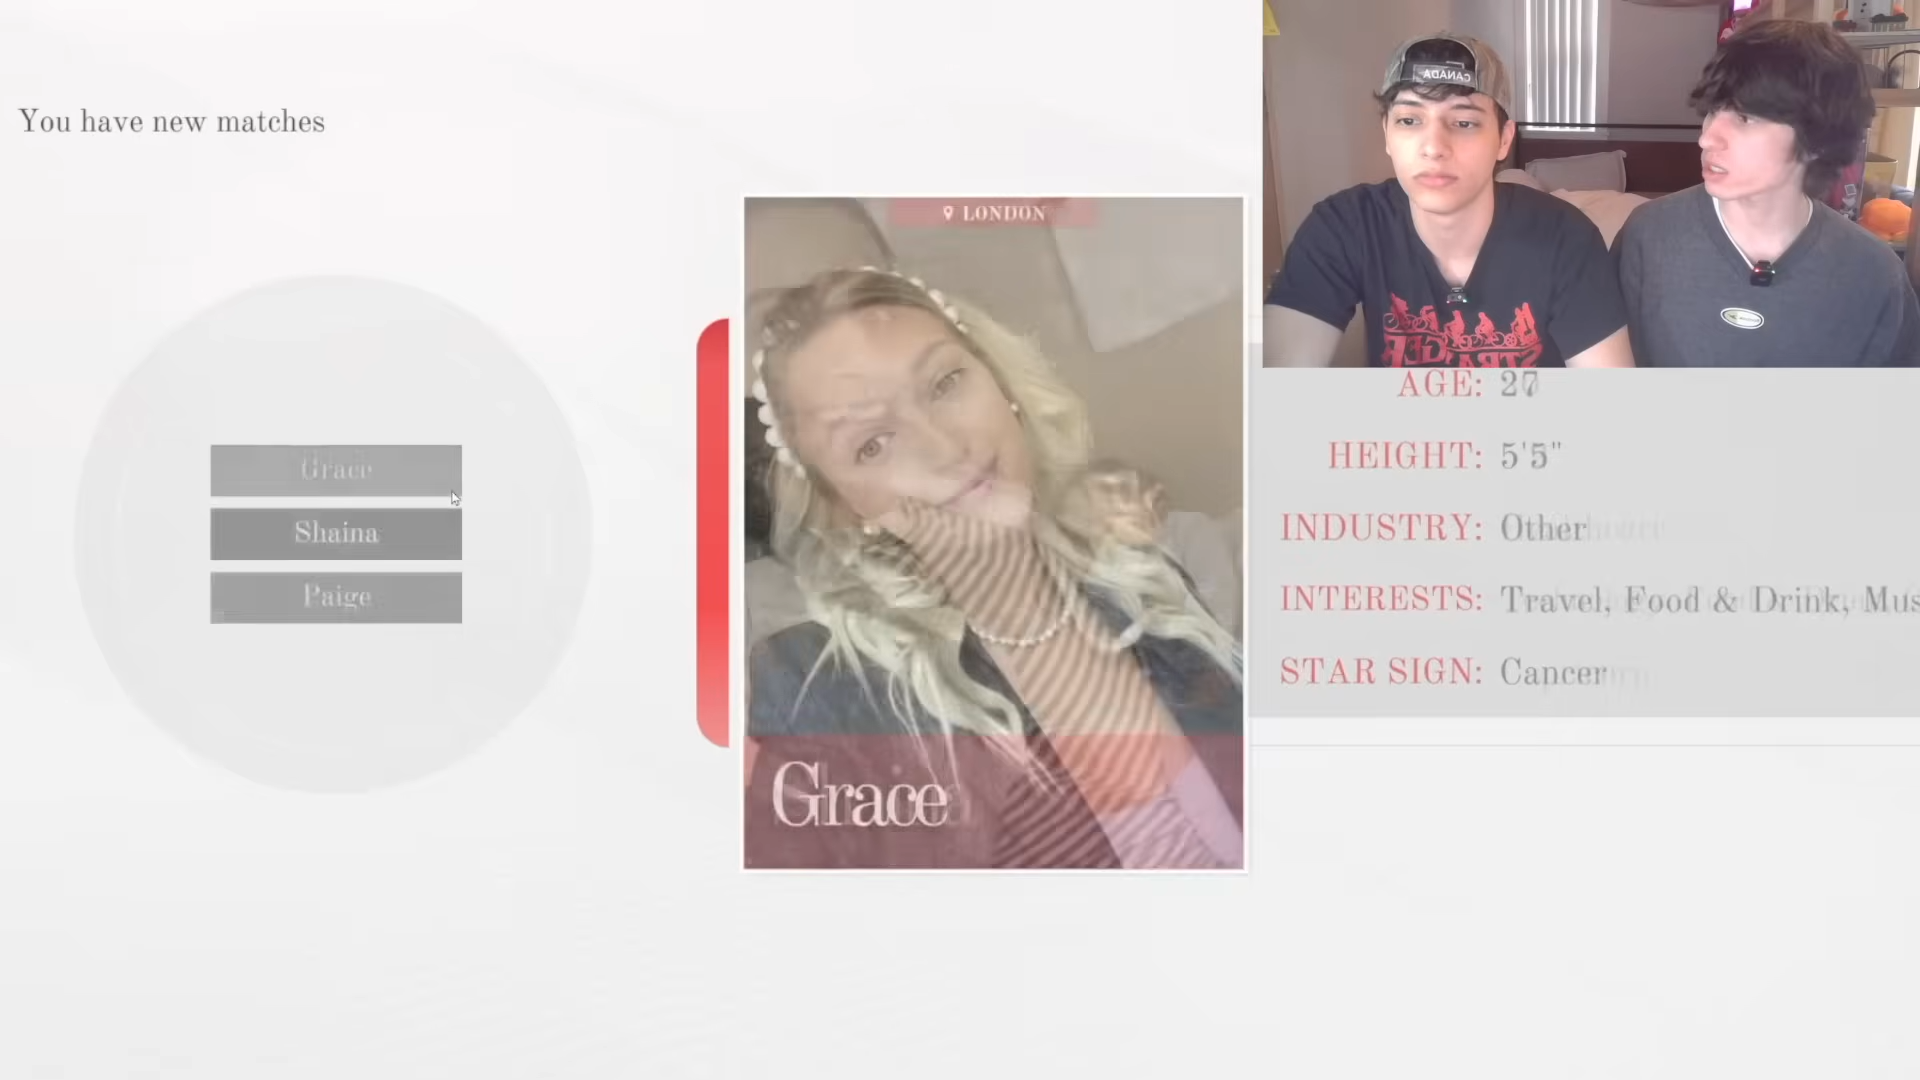 You have new matches
LONDON
CANADA
AGE: 27
HEIGHT: 5'5"
Grace
INDUSTRY: Other
Shaina
INTERESTS: Travel, Food & Drink, Mus
Paige
STAR SIGN: Cancer
Grace